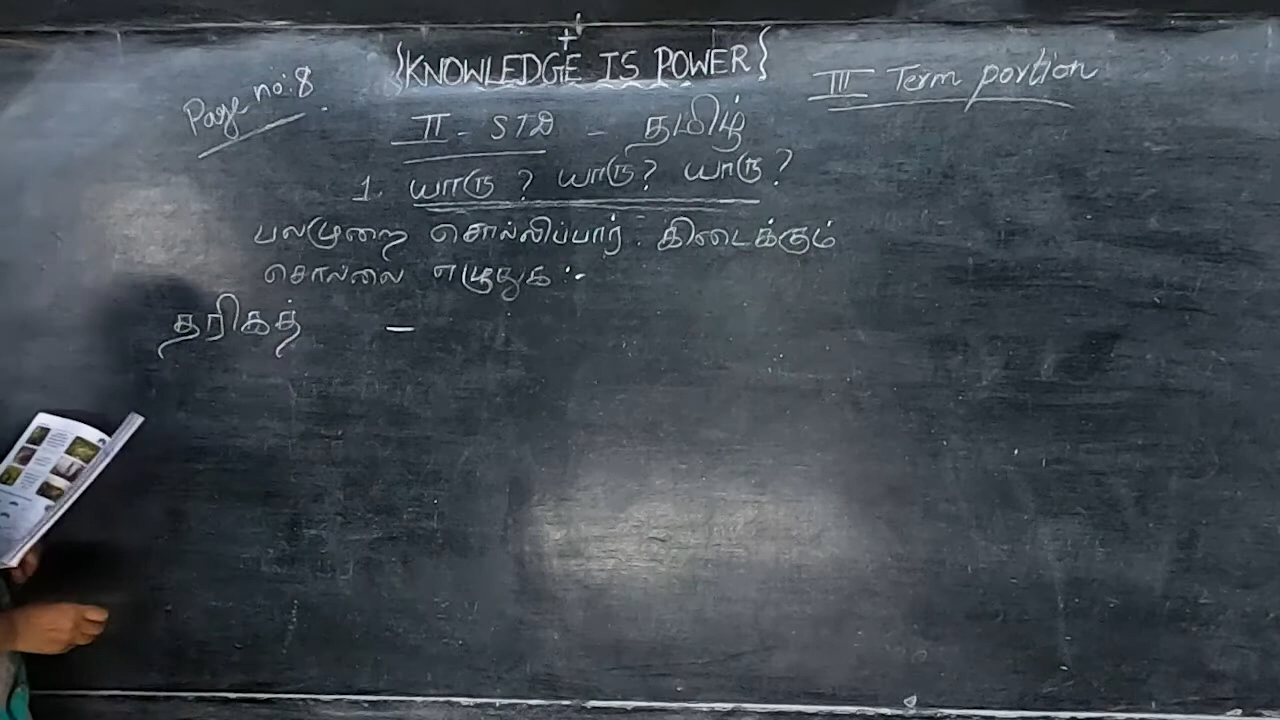 {KNOWLEDGE IS POWER}
Page no:8
III Term portion
II - STD - தமிழ்
1. யாரு? யாரு? யாரு?
பலமுறை சொல்லிப்பார். கிடைக்கும்
சொல்லை எழுதுக :-
தரிகத் -